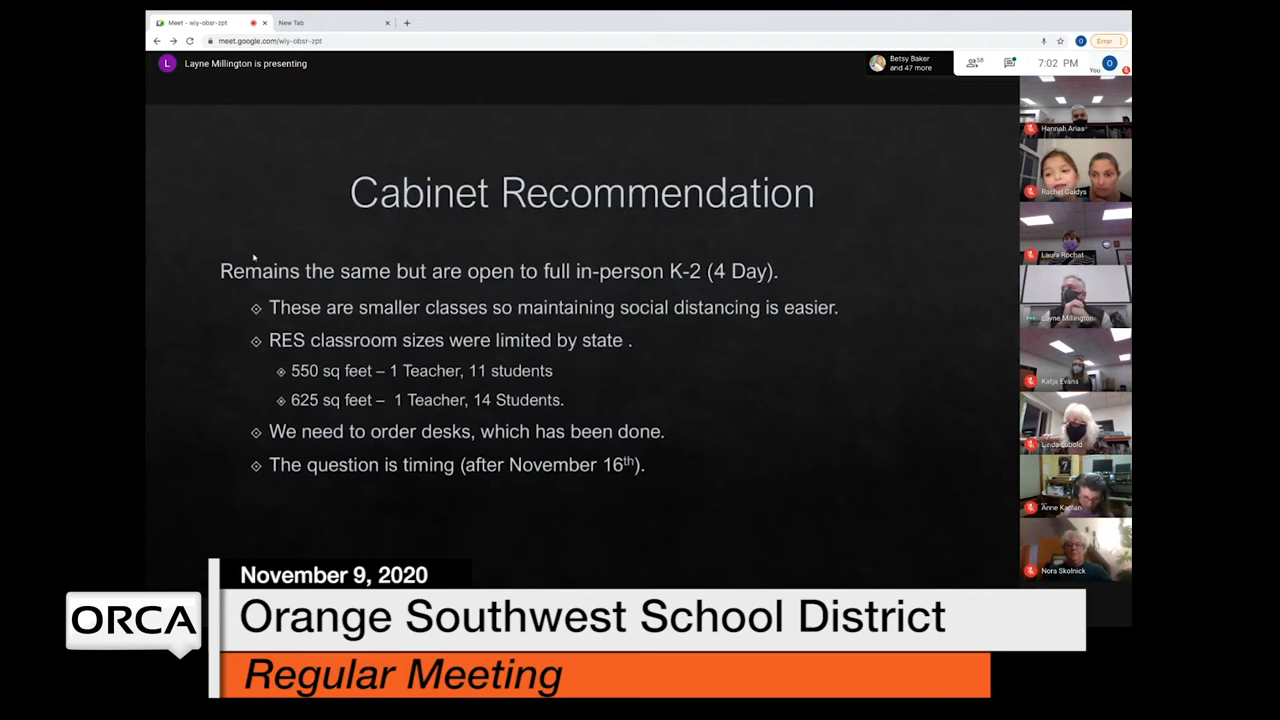 Meet - wiy-obsr-zpt
New Tab
meet.google.com/wiy-obsr-zpt
Error
L
Layne Millington is presenting
Betsy Baker
and 47 more
58
7:02 PM
You
O
Cabinet Recommendation
Remains the same but are open to full in-person K-2 (4 Day).
These are smaller classes so maintaining social distancing is easier.
RES classroom sizes were limited by state .
550 sq feet – 1 Teacher, 11 students
625 sq feet – 1 Teacher, 14 Students.
We need to order desks, which has been done.
The question is timing (after November 16th).
Hannah Arias
Rachel Gaidys
Laura Rochat
Layne Millington
Katja Evans
Linda Lubold
Anne Kaplan
Nora Skolnick
November 9, 2020
ORCA
Orange Southwest School District
Regular Meeting